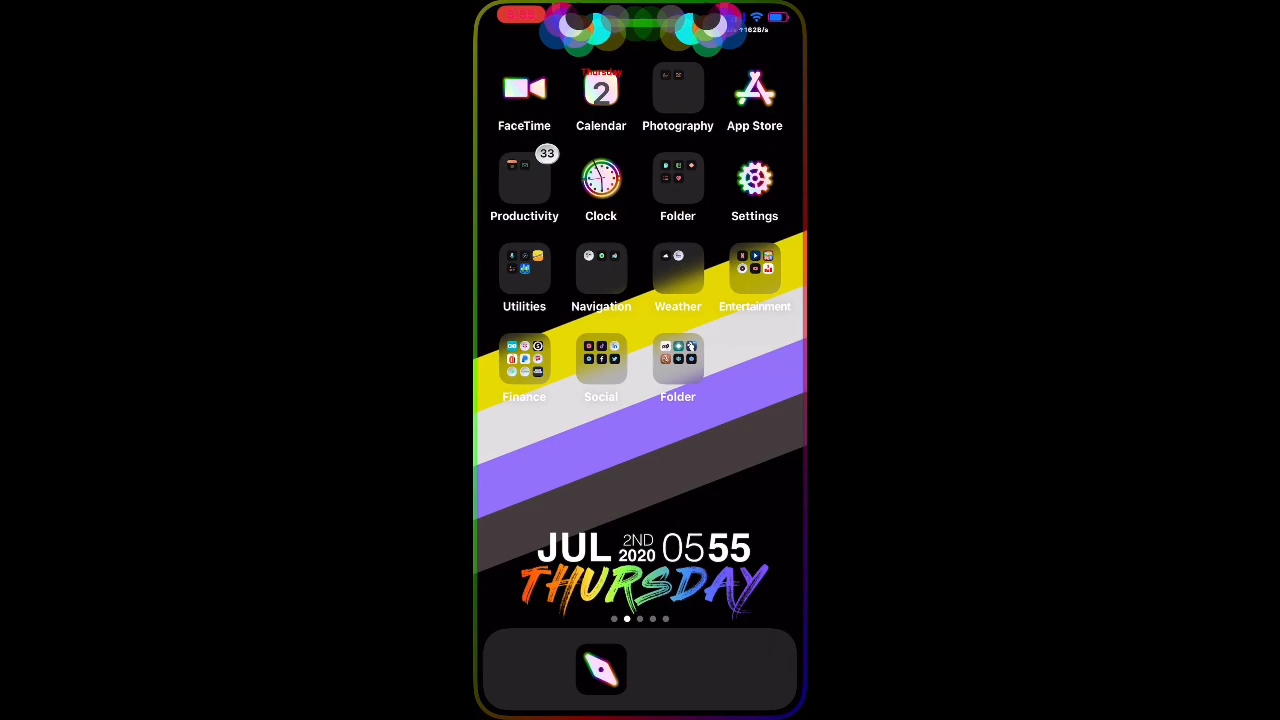 Thursday
2
FaceTime Calendar Photography App Store
33
Productivity Clock Folder Settings
Utilities Navigation Weather Entertainment
Finance Social Folder
JUL 2ND 2020 05 55
THURSDAY